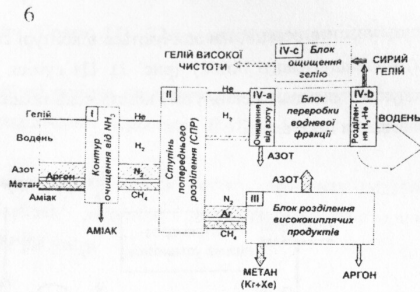 6
IV-c Блок очищення гелію
ГЕЛІЙ ВИСОКОЇ ЧИСТОТИ
СИРИЙ ГЕЛІЙ
Гелій
Водень
Азот
Аргон
Метан
Аміак
I
Контур очищення від NH₃
АМІАК
He
H₂
N₂
CH₄
II
Ступінь попереднього розділення (СПР)
He
H₂
IV-a
Очищення від азоту
Блок переробки водневої фракції
IV-b
Розділення H₂-He
ВОДЕНЬ
АЗОТ
АЗОТ
N₂
Ar
CH₄
III
Блок розділення висококиплячих продуктів
МЕТАН (Kr+Xe)
АРГОН